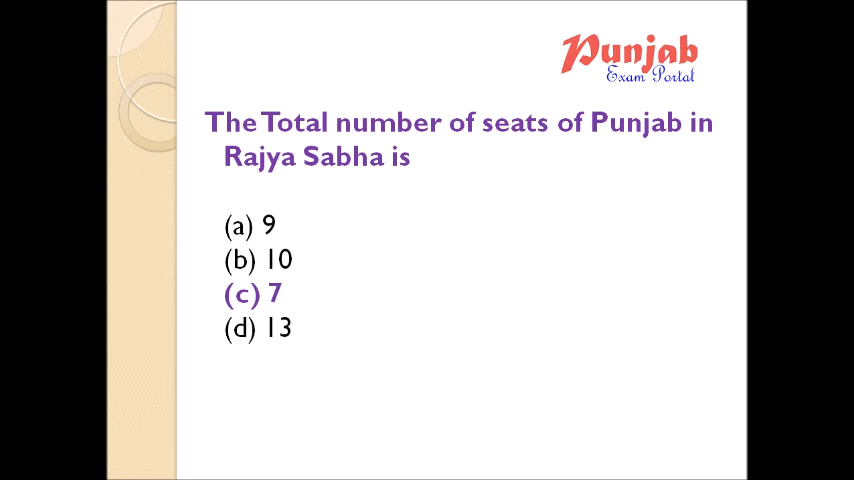 Punjab
Exam Portal
The Total number of seats of Punjab in
Rajya Sabha is
(a) 9
(b) 10
(c) 7
(d) 13